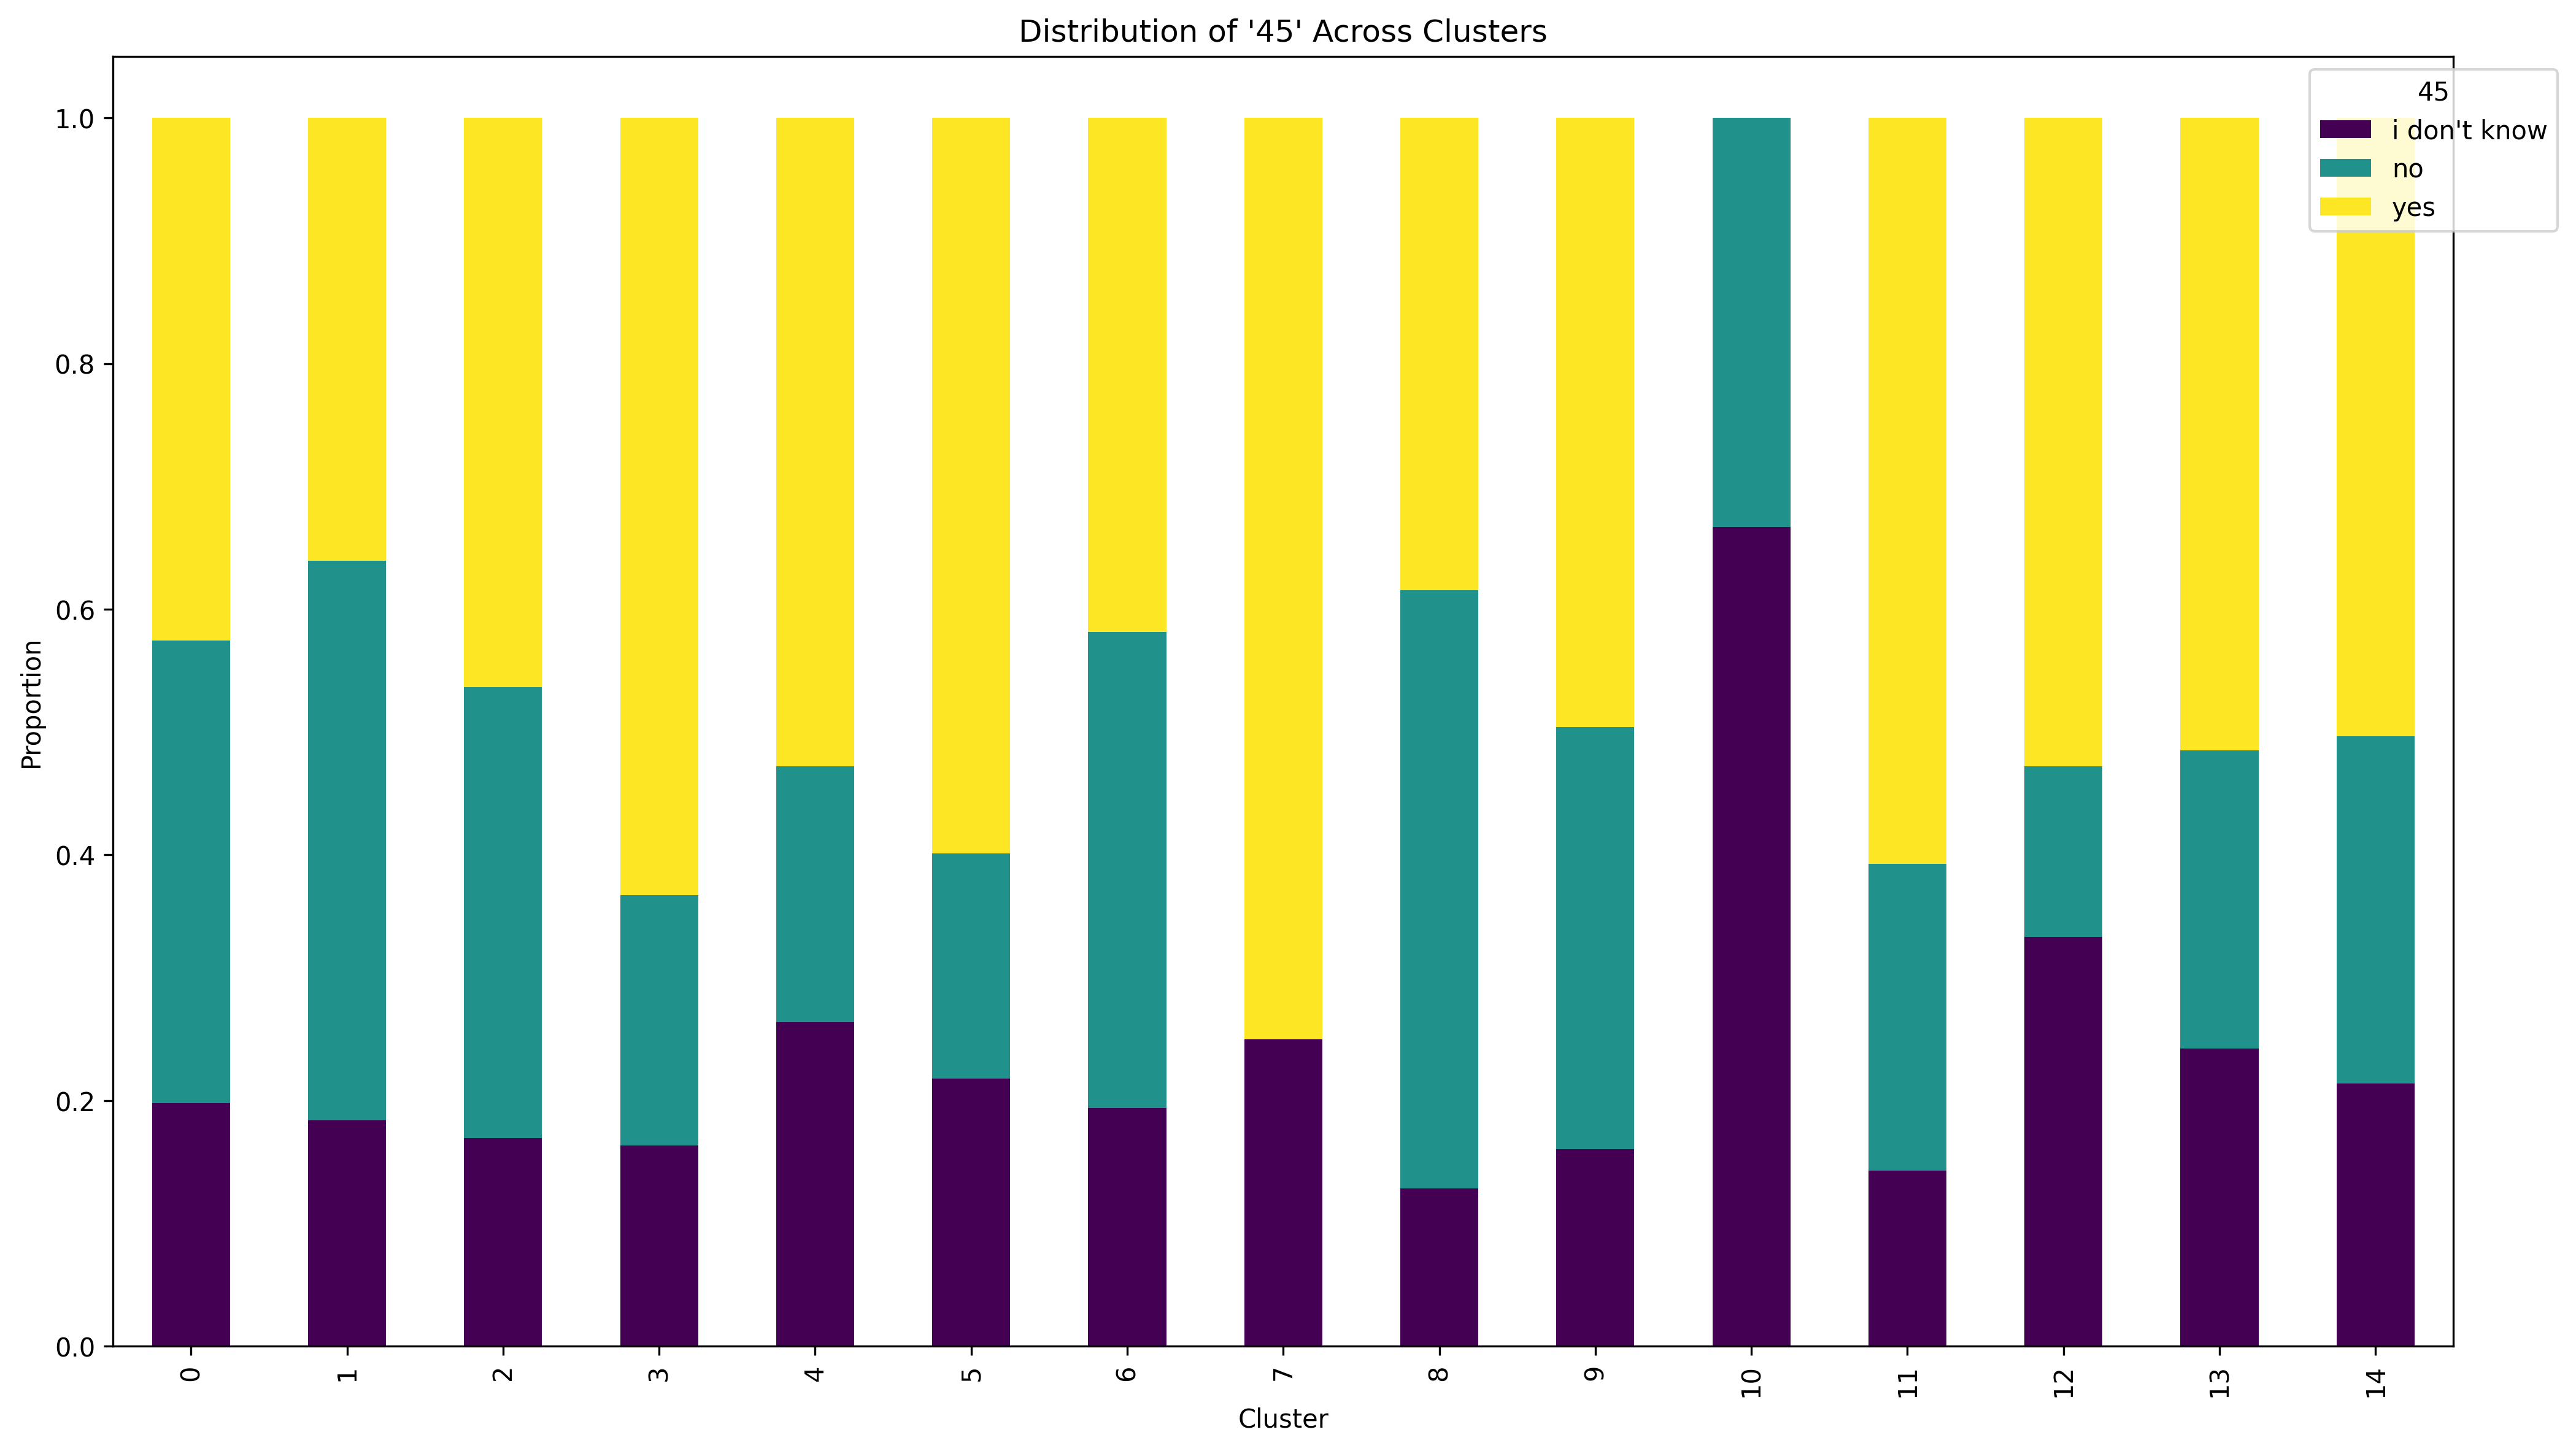 Distribution of '45' Across Clusters
45
i don't know
no
yes
1.0
0.8
0.6
0.4
0.2
0.0
Proportion
0 1 2 3 4 5 6 7 8 9 10 11 12 13 14
Cluster